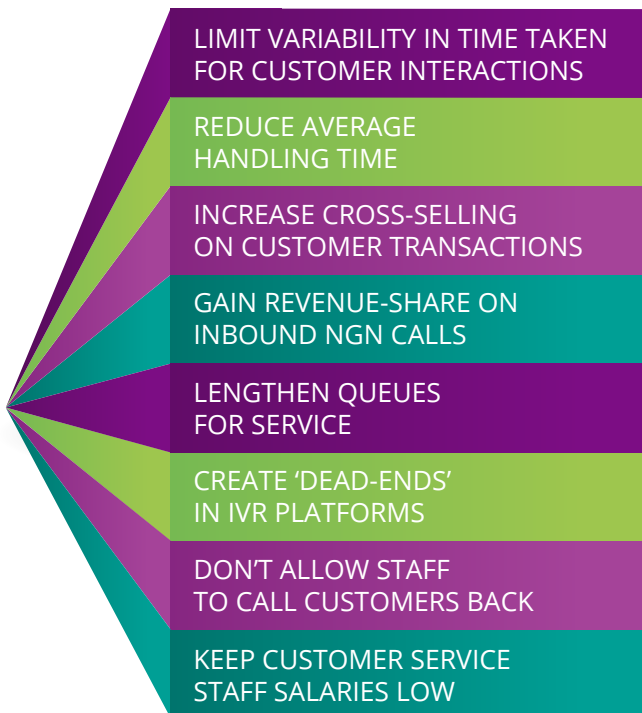 LIMIT VARIABILITY IN TIME TAKEN
FOR CUSTOMER INTERACTIONS
REDUCE AVERAGE
HANDLING TIME
INCREASE CROSS-SELLING
ON CUSTOMER TRANSACTIONS
GAIN REVENUE-SHARE ON
INBOUND NGN CALLS
LENGTHEN QUEUES
FOR SERVICE
CREATE ‘DEAD-ENDS’
IN IVR PLATFORMS
DON’T ALLOW STAFF
TO CALL CUSTOMERS BACK
KEEP CUSTOMER SERVICE
STAFF SALARIES LOW